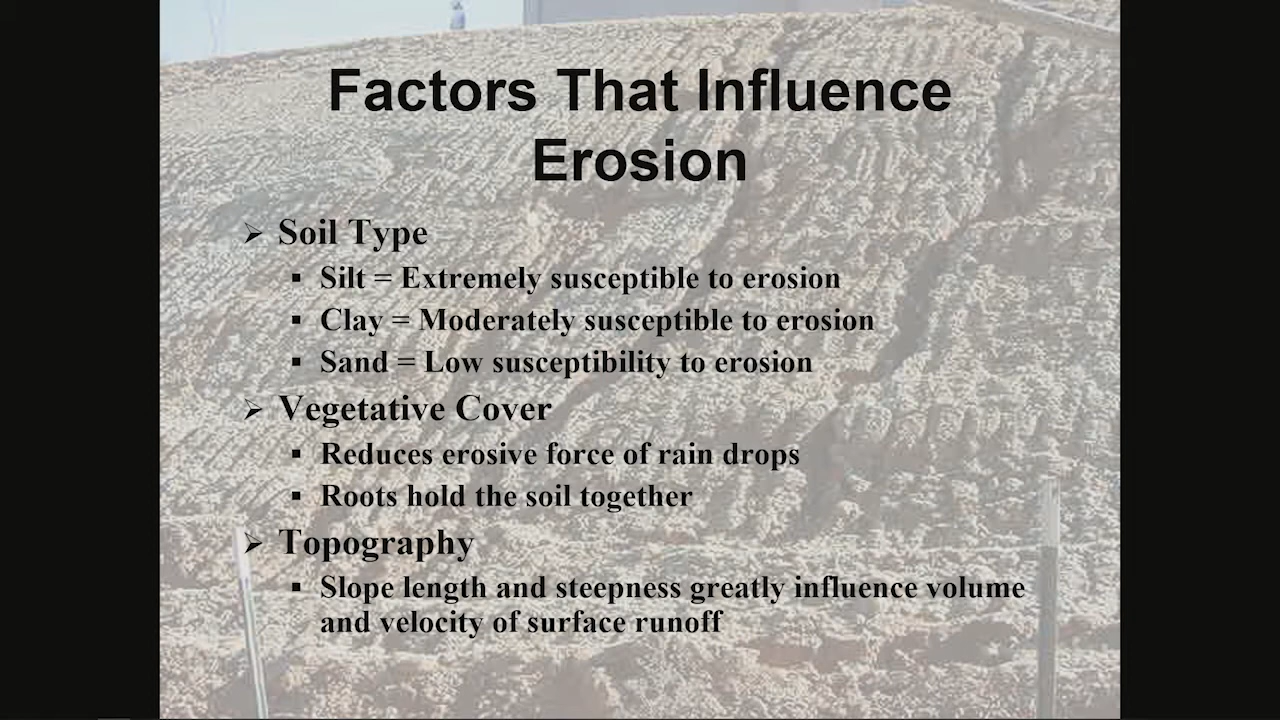 Factors That Influence
Erosion
➢ Soil Type
▪ Silt = Extremely susceptible to erosion
▪ Clay = Moderately susceptible to erosion
▪ Sand = Low susceptibility to erosion
➢ Vegetative Cover
▪ Reduces erosive force of rain drops
▪ Roots hold the soil together
➢ Topography
▪ Slope length and steepness greatly influence volume
and velocity of surface runoff